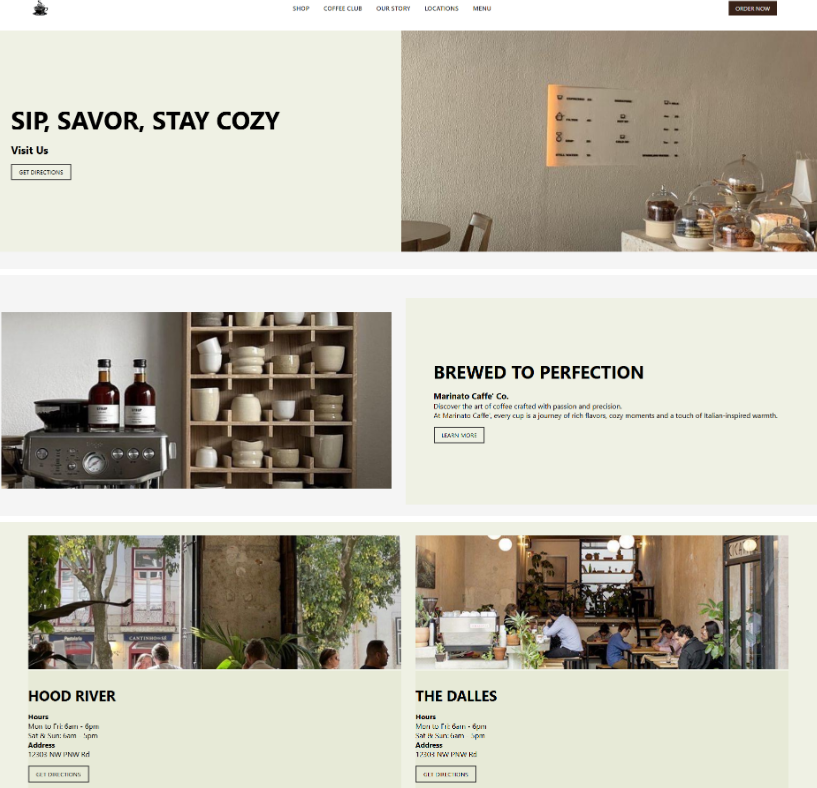 SHOP COFFEE CLUB OUR STORY LOCATIONS MENU
ORDER NOW
SIP, SAVOR, STAY COZY
Visit Us
GET DIRECTIONS
BREWED TO PERFECTION
Marinato Caffe' Co.
Discover the art of coffee crafted with passion and precision.
At Marinato Caffe', every cup is a journey of rich flavors, cozy moments and a touch of Italian-inspired warmth.
LEARN MORE
HOOD RIVER
Hours
Mon to Fri: 6am - 6pm
Sat & Sun: 6am - 5pm
Address
12303 NW PNW Rd
GET DIRECTIONS
THE DALLES
Hours
Mon to Fri: 6am - 6pm
Sat & Sun: 6am - 5pm
Address
12303 NW PNW Rd
GET DIRECTIONS